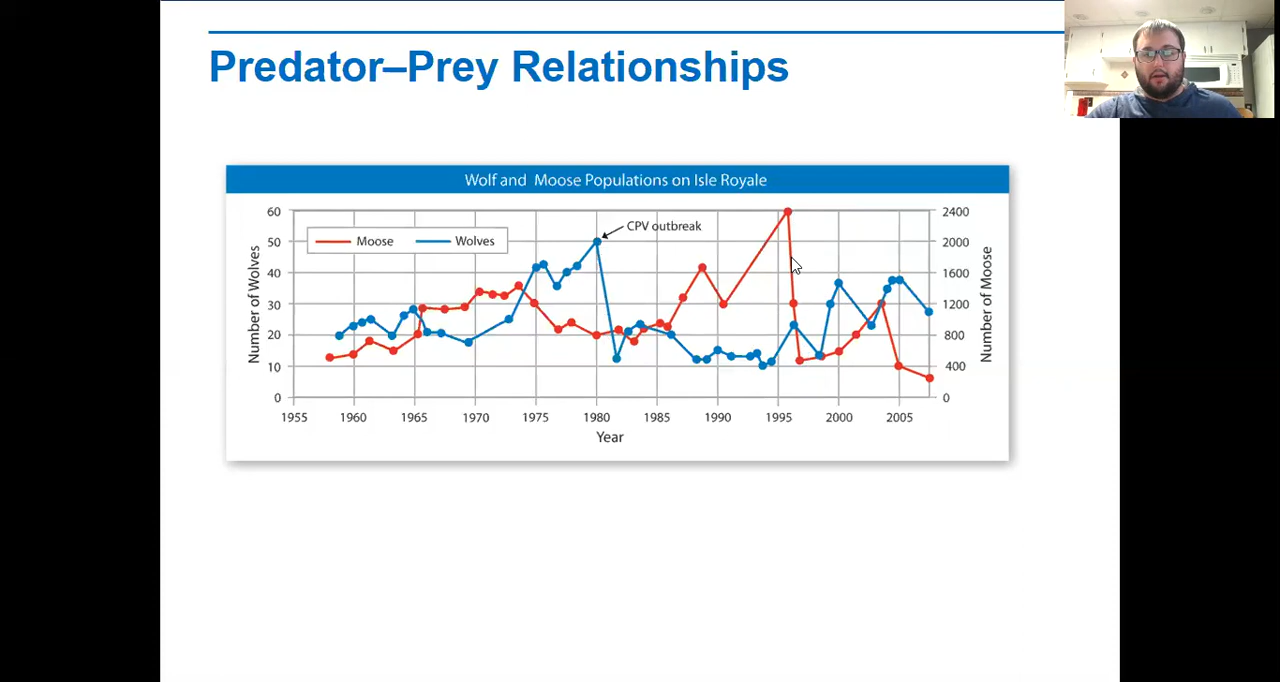 Predator–Prey Relationships
Wolf and Moose Populations on Isle Royale
60
50
40
30
20
10
0
Number of Wolves
Moose
Wolves
CPV outbreak
2400
2000
1600
1200
800
400
0
Number of Moose
1955 1960 1965 1970 1975 1980 1985 1990 1995 2000 2005
Year